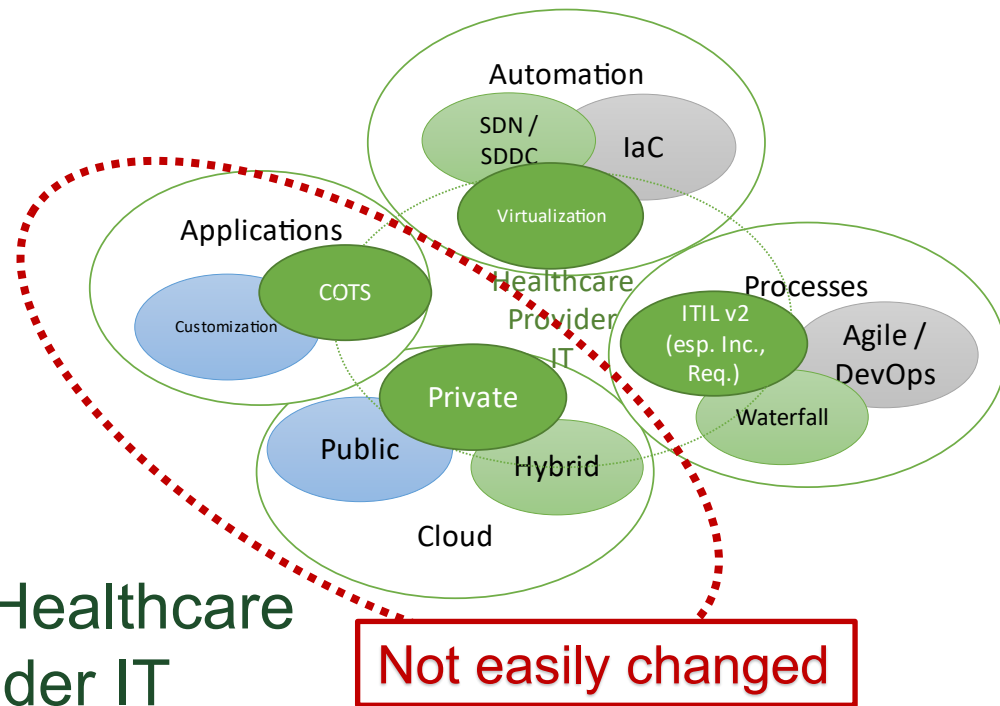 Automation
SDN /
SDDC
IaC
Virtualization
Applications
COTS
Customization
Healthcare
Provider
IT
Processes
ITIL v2
(esp. Inc.,
Req.)
Agile /
DevOps
Waterfall
Private
Public
Hybrid
Cloud
Healthcare
der IT
Not easily changed